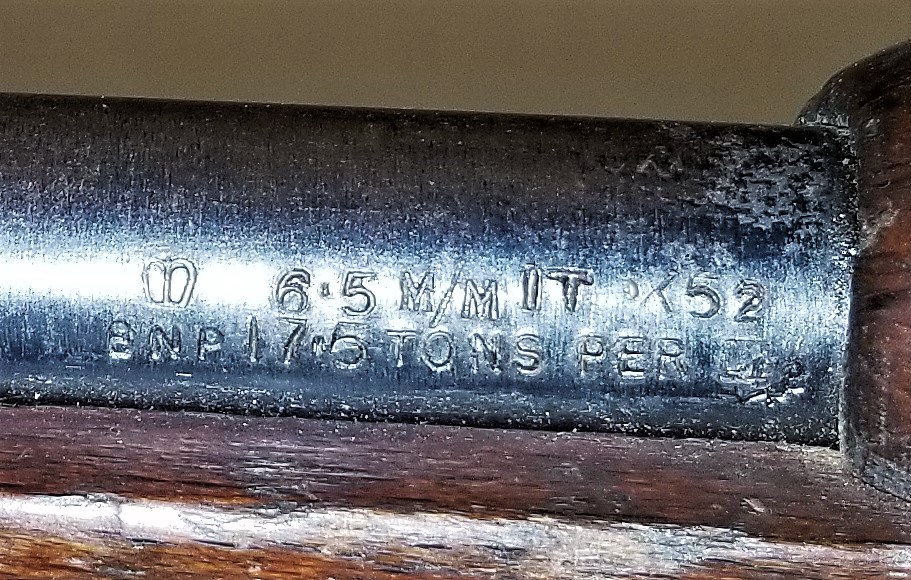 6·5 M/M IT ·X52
BNP 17·5 TONS PER □"